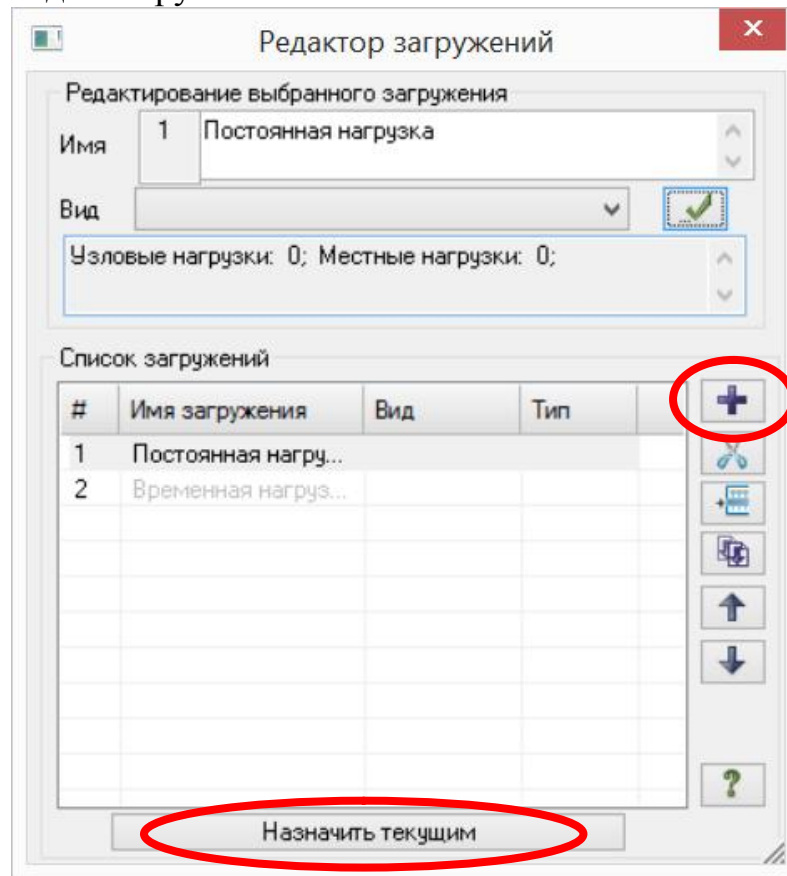 Редактор загружений
Редактирование выбранного загружения
Имя 1 Постоянная нагрузка
Вид
Узловые нагрузки: 0; Местные нагрузки: 0;
Список загружений
# Имя загружения Вид Тип
1 Постоянная нагру...
2 Временная нагруз...
?
Назначить текущим